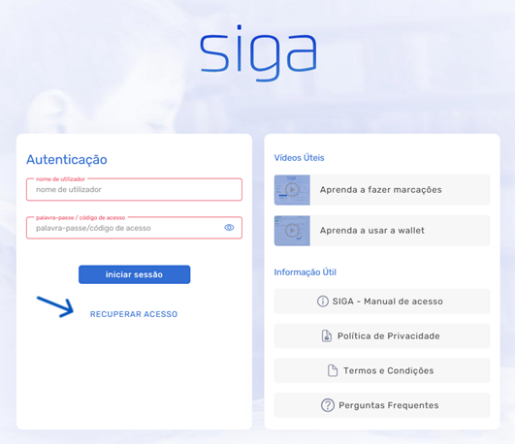 siga
Autenticação
nome de utilizador
nome de utilizador
palavra-passe / código de acesso
palavra-passe/código de acesso
iniciar sessão
RECUPERAR ACESSO
Vídeos Úteis
Aprenda a fazer marcações
Aprenda a usar a wallet
Informação Útil
SIGA - Manual de acesso
Política de Privacidade
Termos e Condições
Perguntas Frequentes